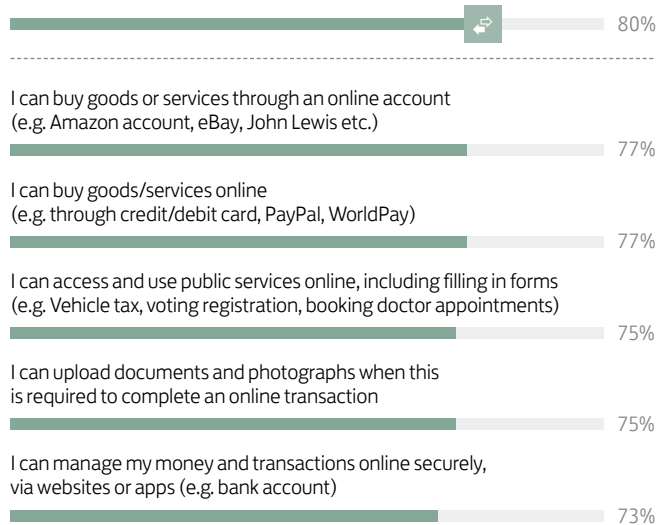 80%
I can buy goods or services through an online account
(e.g. Amazon account, eBay, John Lewis etc.)
77%
I can buy goods/services online
(e.g. through credit/debit card, PayPal, WorldPay)
77%
I can access and use public services online, including filling in forms
(e.g. Vehicle tax, voting registration, booking doctor appointments)
75%
I can upload documents and photographs when this
is required to complete an online transaction
75%
I can manage my money and transactions online securely,
via websites or apps (e.g. bank account)
73%